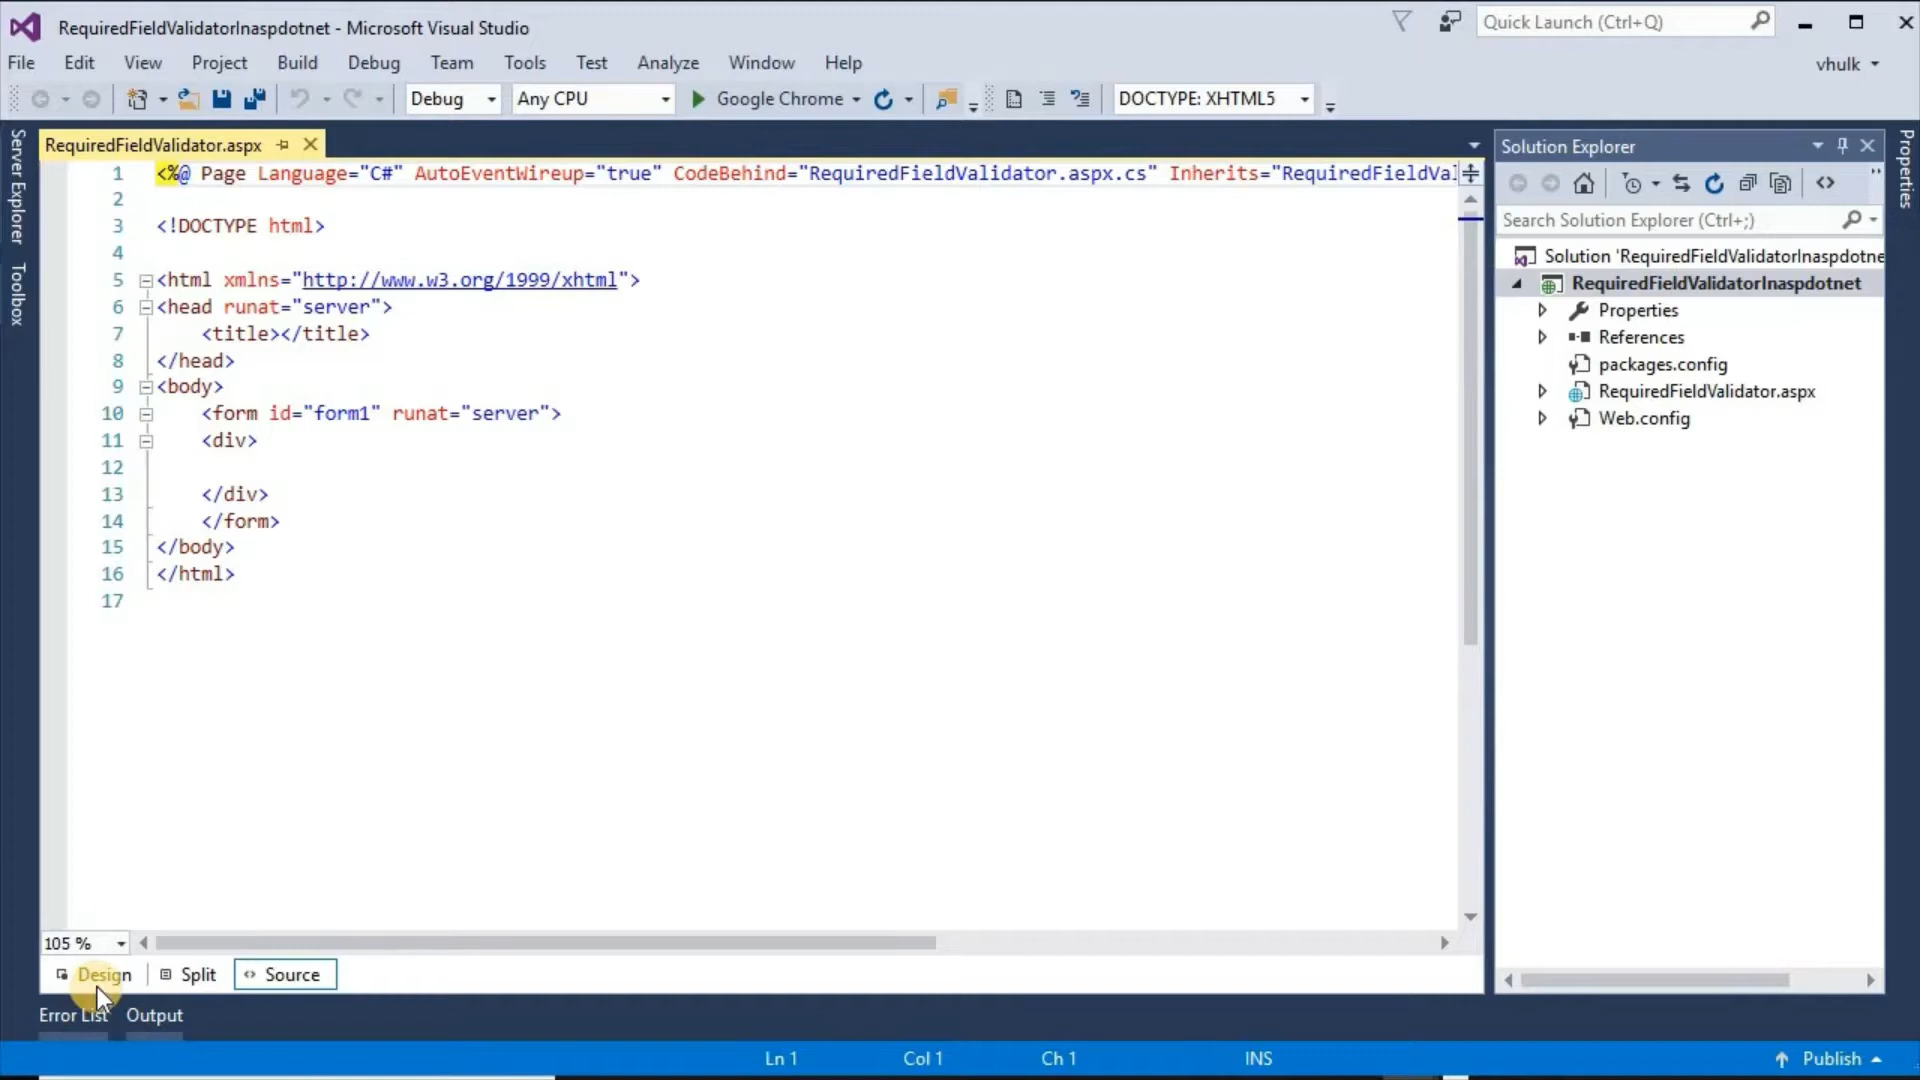 RequiredFieldValidatorInaspdotnet - Microsoft Visual Studio
Quick Launch (Ctrl+Q)
File Edit View Project Build Debug Team Tools Test Analyze Window Help
vhulk
Debug Any CPU Google Chrome DOCTYPE: XHTML5
Server Explorer
Toolbox
RequiredFieldValidator.aspx
1 <%@ Page Language="C#" AutoEventWireup="true" CodeBehind="RequiredFieldValidator.aspx.cs" Inherits="RequiredFieldVal
2
3 <!DOCTYPE html>
4
5 <html xmlns="http://www.w3.org/1999/xhtml">
6 <head runat="server">
7 <title></title>
8 </head>
9 <body>
10 <form id="form1" runat="server">
11 <div>
12
13 </div>
14 </form>
15 </body>
16 </html>
17
105 %
Design Split Source
Error List Output
Solution Explorer
Search Solution Explorer (Ctrl+;)
Solution 'RequiredFieldValidatorInaspdotne
RequiredFieldValidatorInaspdotnet
Properties
References
packages.config
RequiredFieldValidator.aspx
Web.config
Properties
Ln 1 Col 1 Ch 1 INS Publish